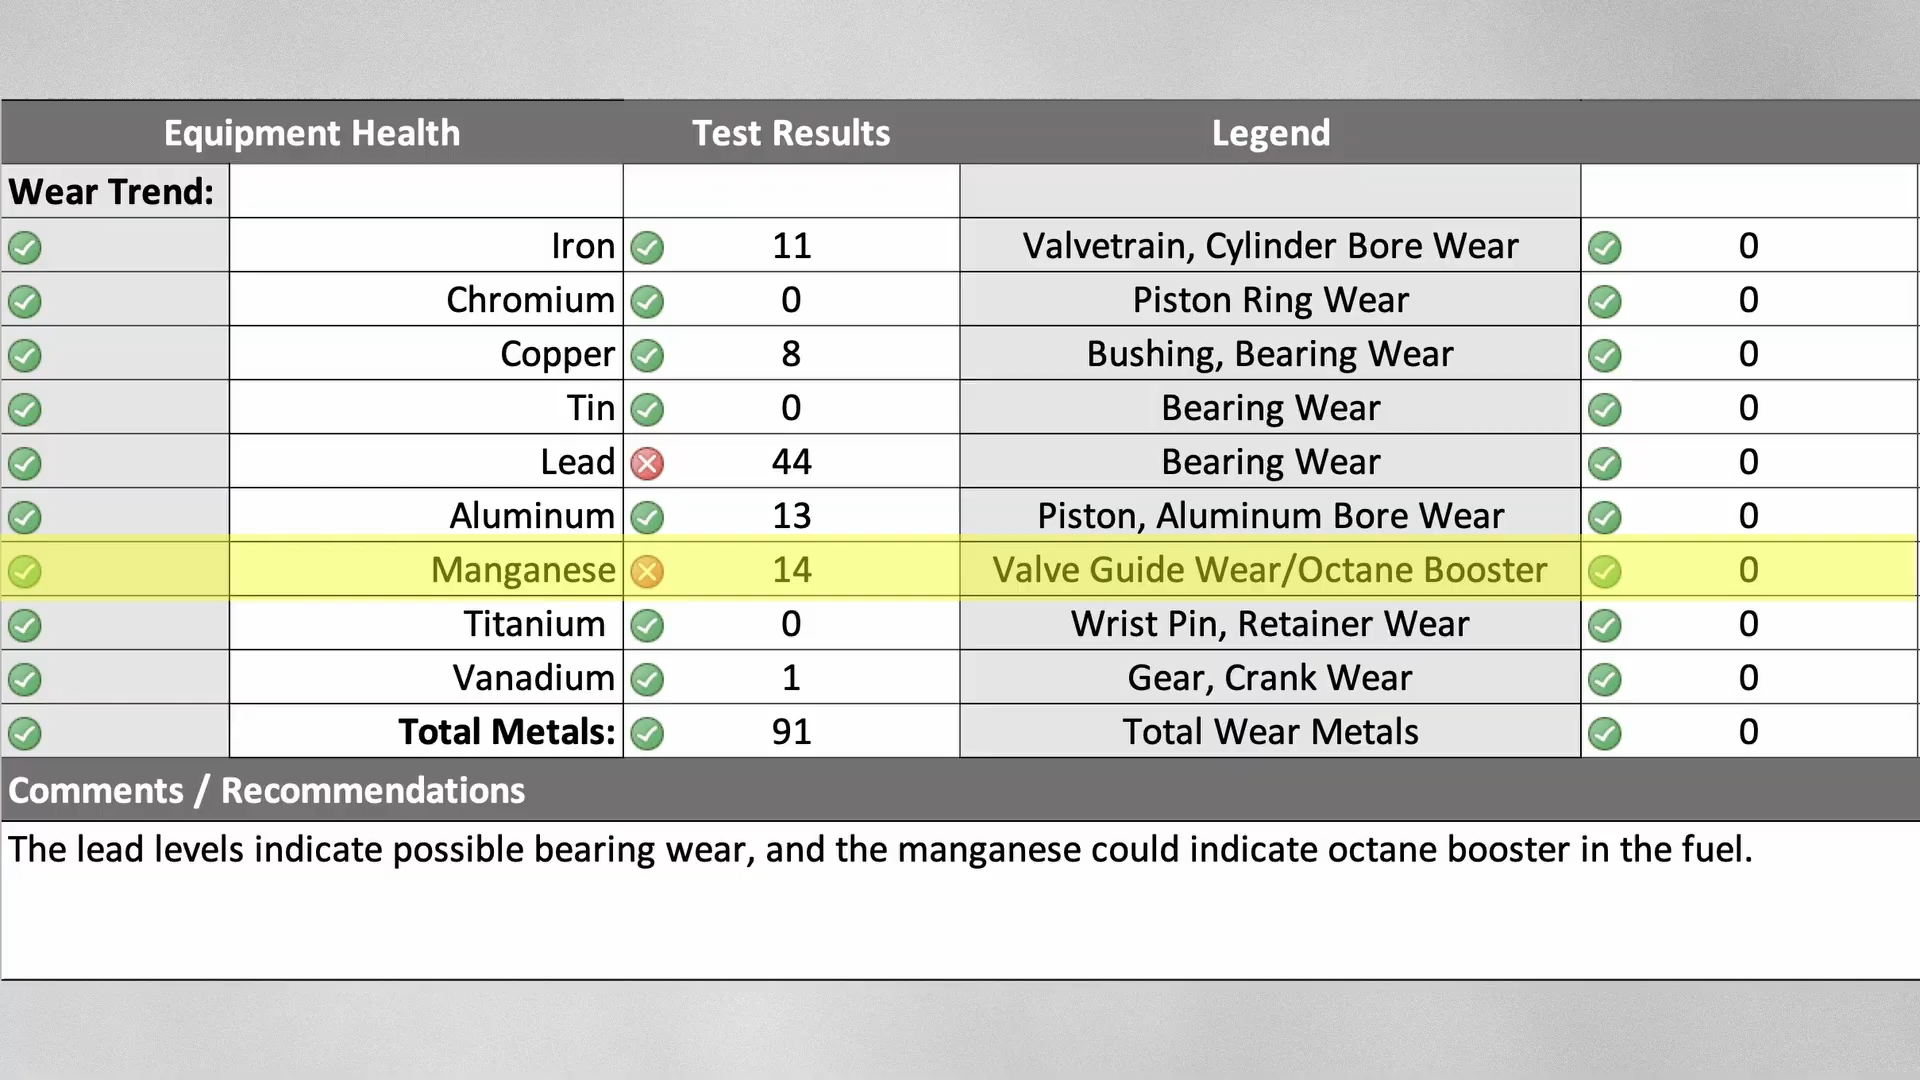 Equipment Health Test Results Legend
Wear Trend:
Iron 11 Valvetrain, Cylinder Bore Wear 0
Chromium 0 Piston Ring Wear 0
Copper 8 Bushing, Bearing Wear 0
Tin 0 Bearing Wear 0
Lead 44 Bearing Wear 0
Aluminum 13 Piston, Aluminum Bore Wear 0
Manganese 14 Valve Guide Wear/Octane Booster 0
Titanium 0 Wrist Pin, Retainer Wear 0
Vanadium 1 Gear, Crank Wear 0
Total Metals: 91 Total Wear Metals 0
Comments / Recommendations
The lead levels indicate possible bearing wear, and the manganese could indicate octane booster in the fuel.